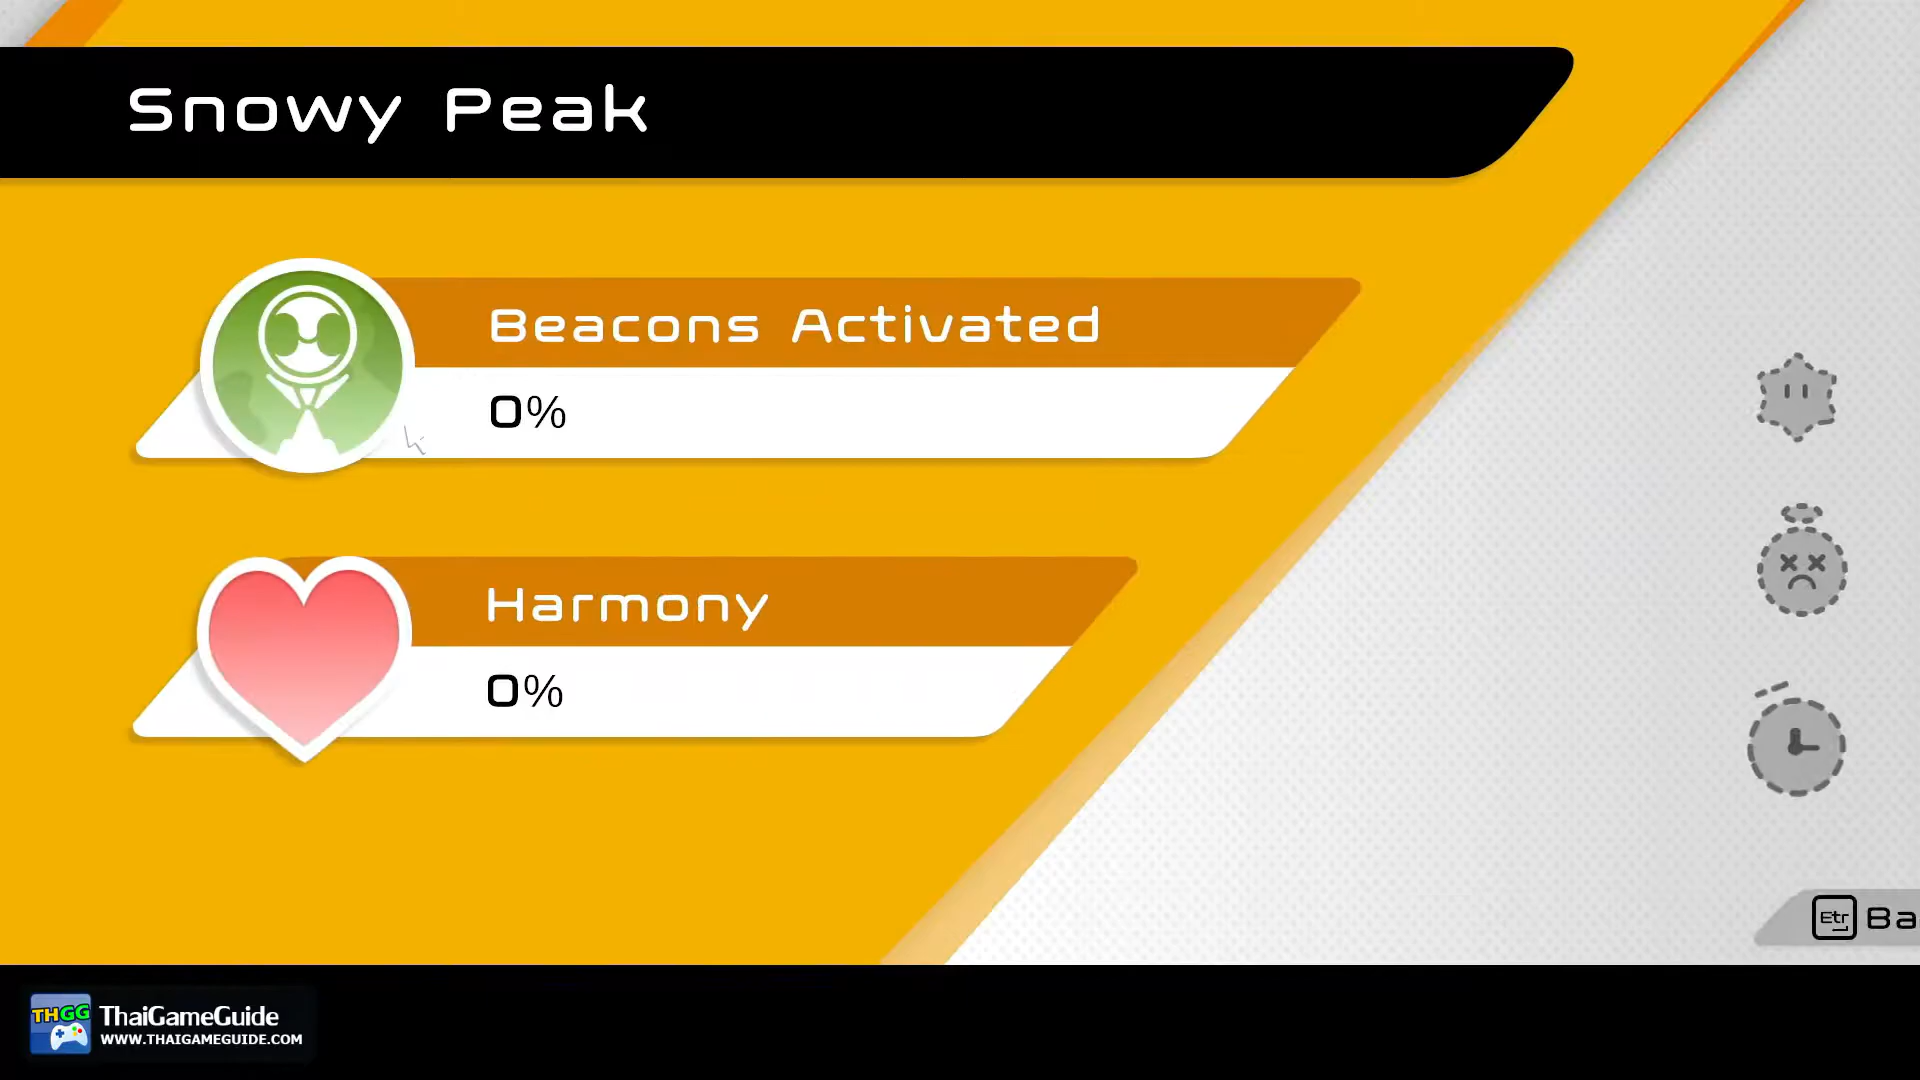 Snowy Peak
Beacons Activated
0%
Harmony
0%
Etr Ba
THGG ThaiGameGuide
WWW.THAIGAMEGUIDE.COM